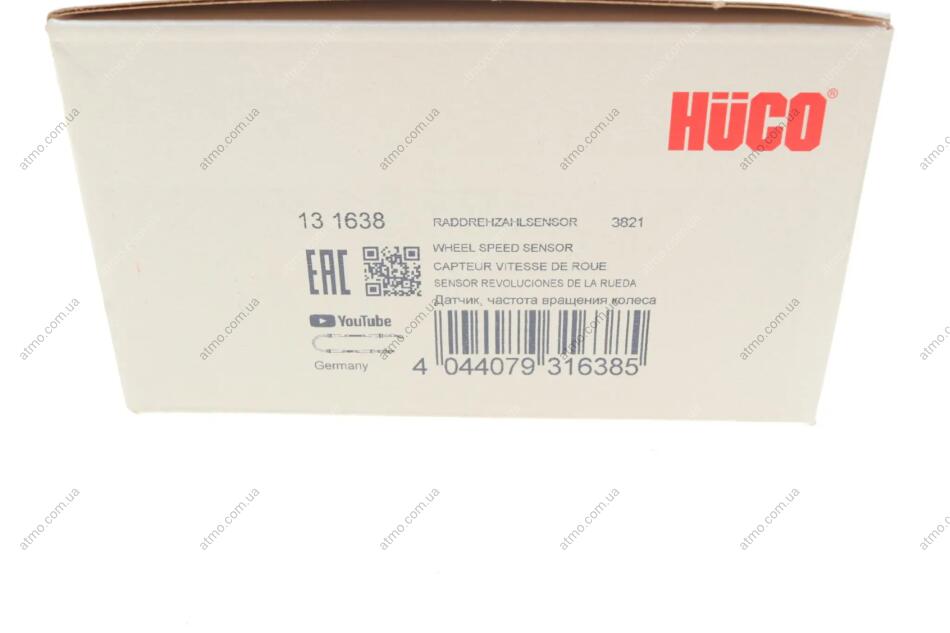 HÜCO®
13 1638 RADDREHZAHLSENSOR 3821
WHEEL SPEED SENSOR
CAPTEUR VITESSE DE ROUE
SENSOR REVOLUCIONES DE LA RUEDA
Датчик, частота вращения колеса
EAC
YouTube
Germany
4 044079 316385
atmo.com.ua